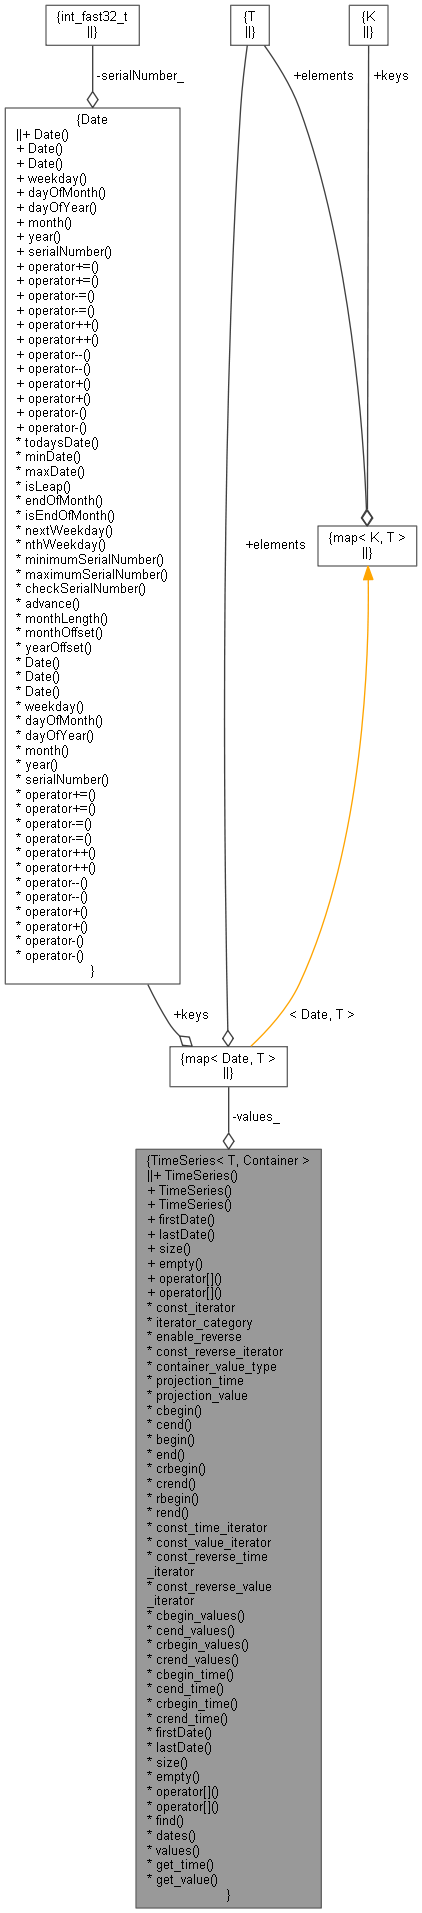 {int_fast32_t
||}
{T
||}
{K
||}
-serialNumber_
+elements
+keys
{Date
||+ Date()
+ Date()
+ Date()
+ weekday()
+ dayOfMonth()
+ dayOfYear()
+ month()
+ year()
+ serialNumber()
+ operator+=()
+ operator+=()
+ operator-=()
+ operator-=()
+ operator++()
+ operator++()
+ operator--()
+ operator--()
+ operator+()
+ operator+()
+ operator-()
+ operator-()
* todaysDate()
* minDate()
* maxDate()
* isLeap()
* endOfMonth()
* isEndOfMonth()
* nextWeekday()
* nthWeekday()
* minimumSerialNumber()
* maximumSerialNumber()
* checkSerialNumber()
* advance()
* monthLength()
* monthOffset()
* yearOffset()
* Date()
* Date()
* Date()
* weekday()
* dayOfMonth()
* dayOfYear()
* month()
* year()
* serialNumber()
* operator+=()
* operator+=()
* operator-=()
* operator-=()
* operator++()
* operator++()
* operator--()
* operator--()
* operator+()
* operator+()
* operator-()
* operator-()
}
+elements
{map< K, T >
||}
+keys
< Date, T >
{map< Date, T >
||}
-values_
{TimeSeries< T, Container >
||+ TimeSeries()
+ TimeSeries()
+ TimeSeries()
+ firstDate()
+ lastDate()
+ size()
+ empty()
+ operator[]()
+ operator[]()
* const_iterator
* iterator_category
* enable_reverse
* const_reverse_iterator
* container_value_type
* projection_time
* projection_value
* cbegin()
* cend()
* begin()
* end()
* crbegin()
* crend()
* rbegin()
* rend()
* const_time_iterator
* const_value_iterator
* const_reverse_time
_iterator
* const_reverse_value
_iterator
* cbegin_values()
* cend_values()
* crbegin_values()
* crend_values()
* cbegin_time()
* cend_time()
* crbegin_time()
* crend_time()
* firstDate()
* lastDate()
* size()
* empty()
* operator[]()
* operator[]()
* find()
* dates()
* values()
* get_time()
* get_value()
}